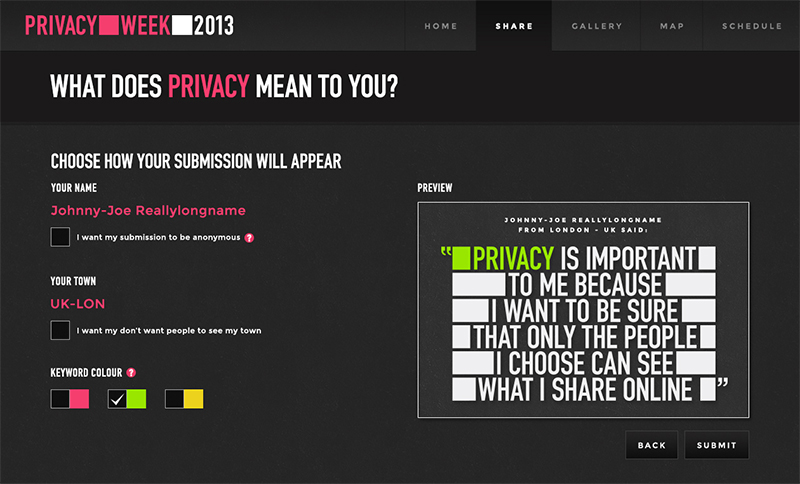 PRIVACY WEEK 2013
HOME SHARE GALLERY MAP SCHEDULE
WHAT DOES PRIVACY MEAN TO YOU?
CHOOSE HOW YOUR SUBMISSION WILL APPEAR
YOUR NAME
Johnny-Joe Reallylongname
I want my submission to be anonymous ?
YOUR TOWN
UK-LON
I want my don't want people to see my town
KEYWORD COLOUR ?
PREVIEW
JOHNNY-JOE REALLYLONGNAME
FROM LONDON - UK SAID:
“PRIVACY IS IMPORTANT
TO ME BECAUSE
I WANT TO BE SURE
THAT ONLY THE PEOPLE
I CHOOSE CAN SEE
WHAT I SHARE ONLINE”
BACK SUBMIT